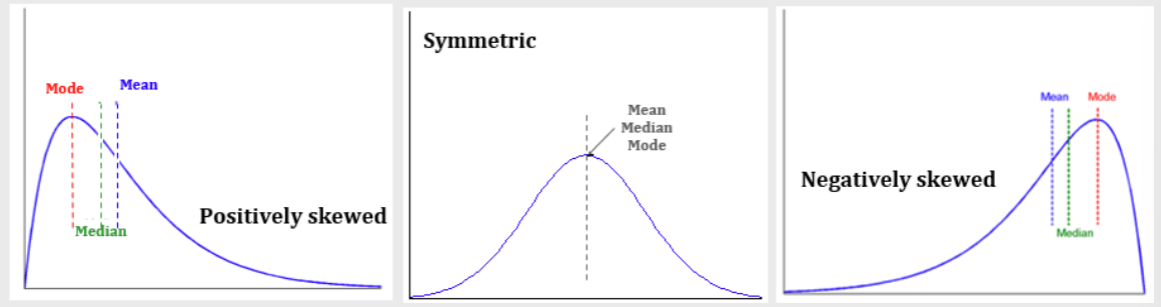 Mode
Mean
Median
Positively skewed
Symmetric
Mean
Median
Mode
Mean
Mode
Negatively skewed
Median